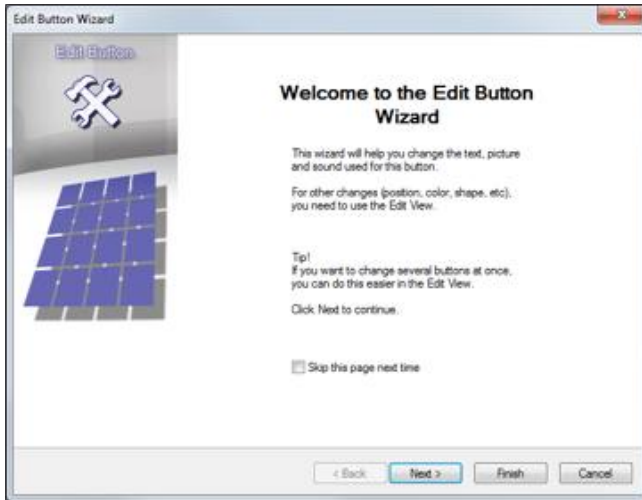 Edit Button Wizard
Edit Button
Welcome to the Edit Button
Wizard
This wizard will help you change the text, picture
and sound used for this button.
For other changes (position, color, shape, etc),
you need to use the Edit View.
Tip!
If you want to change several buttons at once,
you can do this easier in the Edit View.
Click Next to continue.
Skip this page next time
< Back
Next >
Finish
Cancel